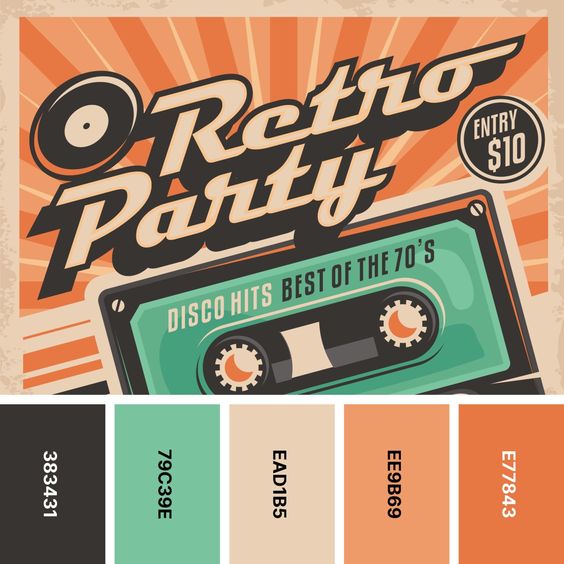 Retro
Party
ENTRY
$10
DISCO HITS BEST OF THE 70'S
383431
79C39E
EAD1B5
EE9B69
E77843